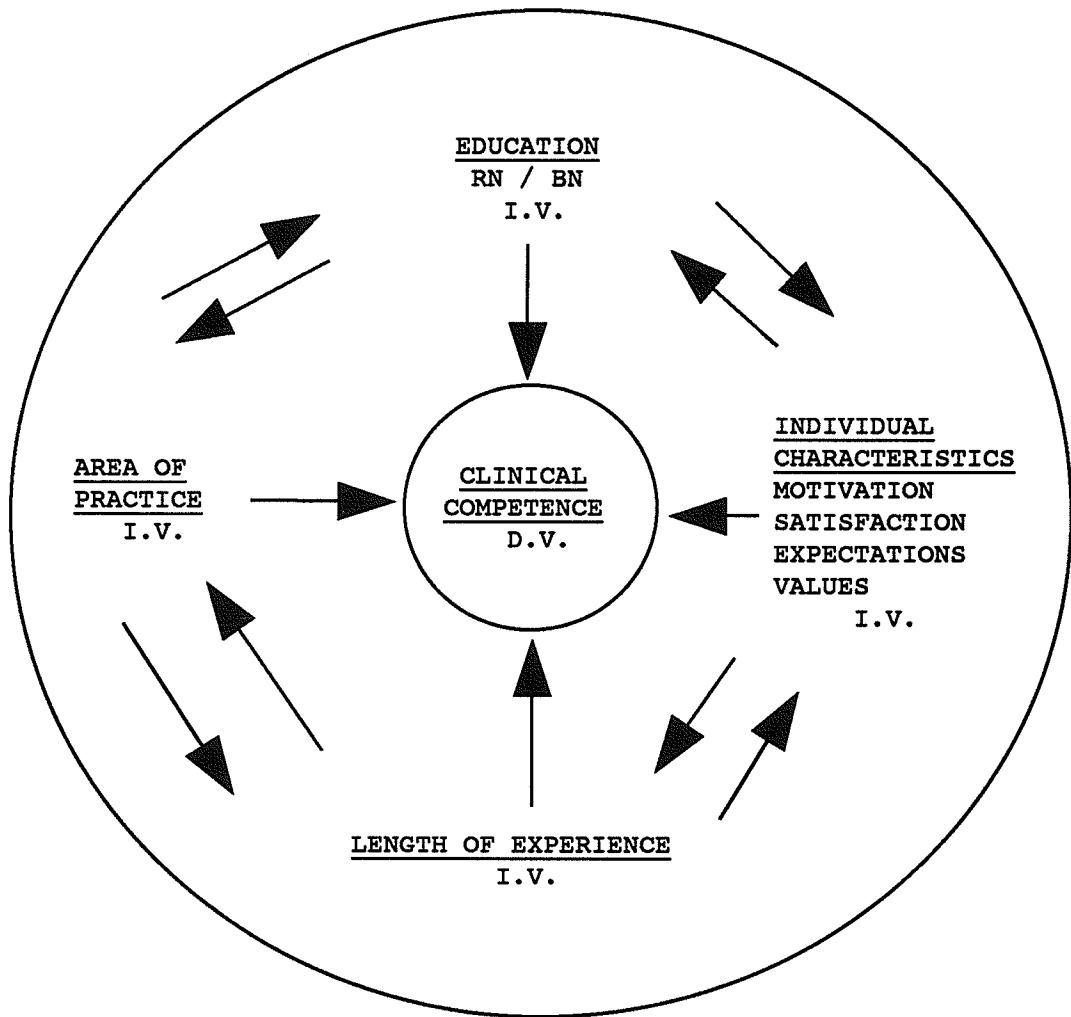 EDUCATION
RN / BN
I.V.
AREA OF
PRACTICE
I.V.
CLINICAL
COMPETENCE
D.V.
INDIVIDUAL
CHARACTERISTICS
MOTIVATION
SATISFACTION
EXPECTATIONS
VALUES
I.V.
LENGTH OF EXPERIENCE
I.V.